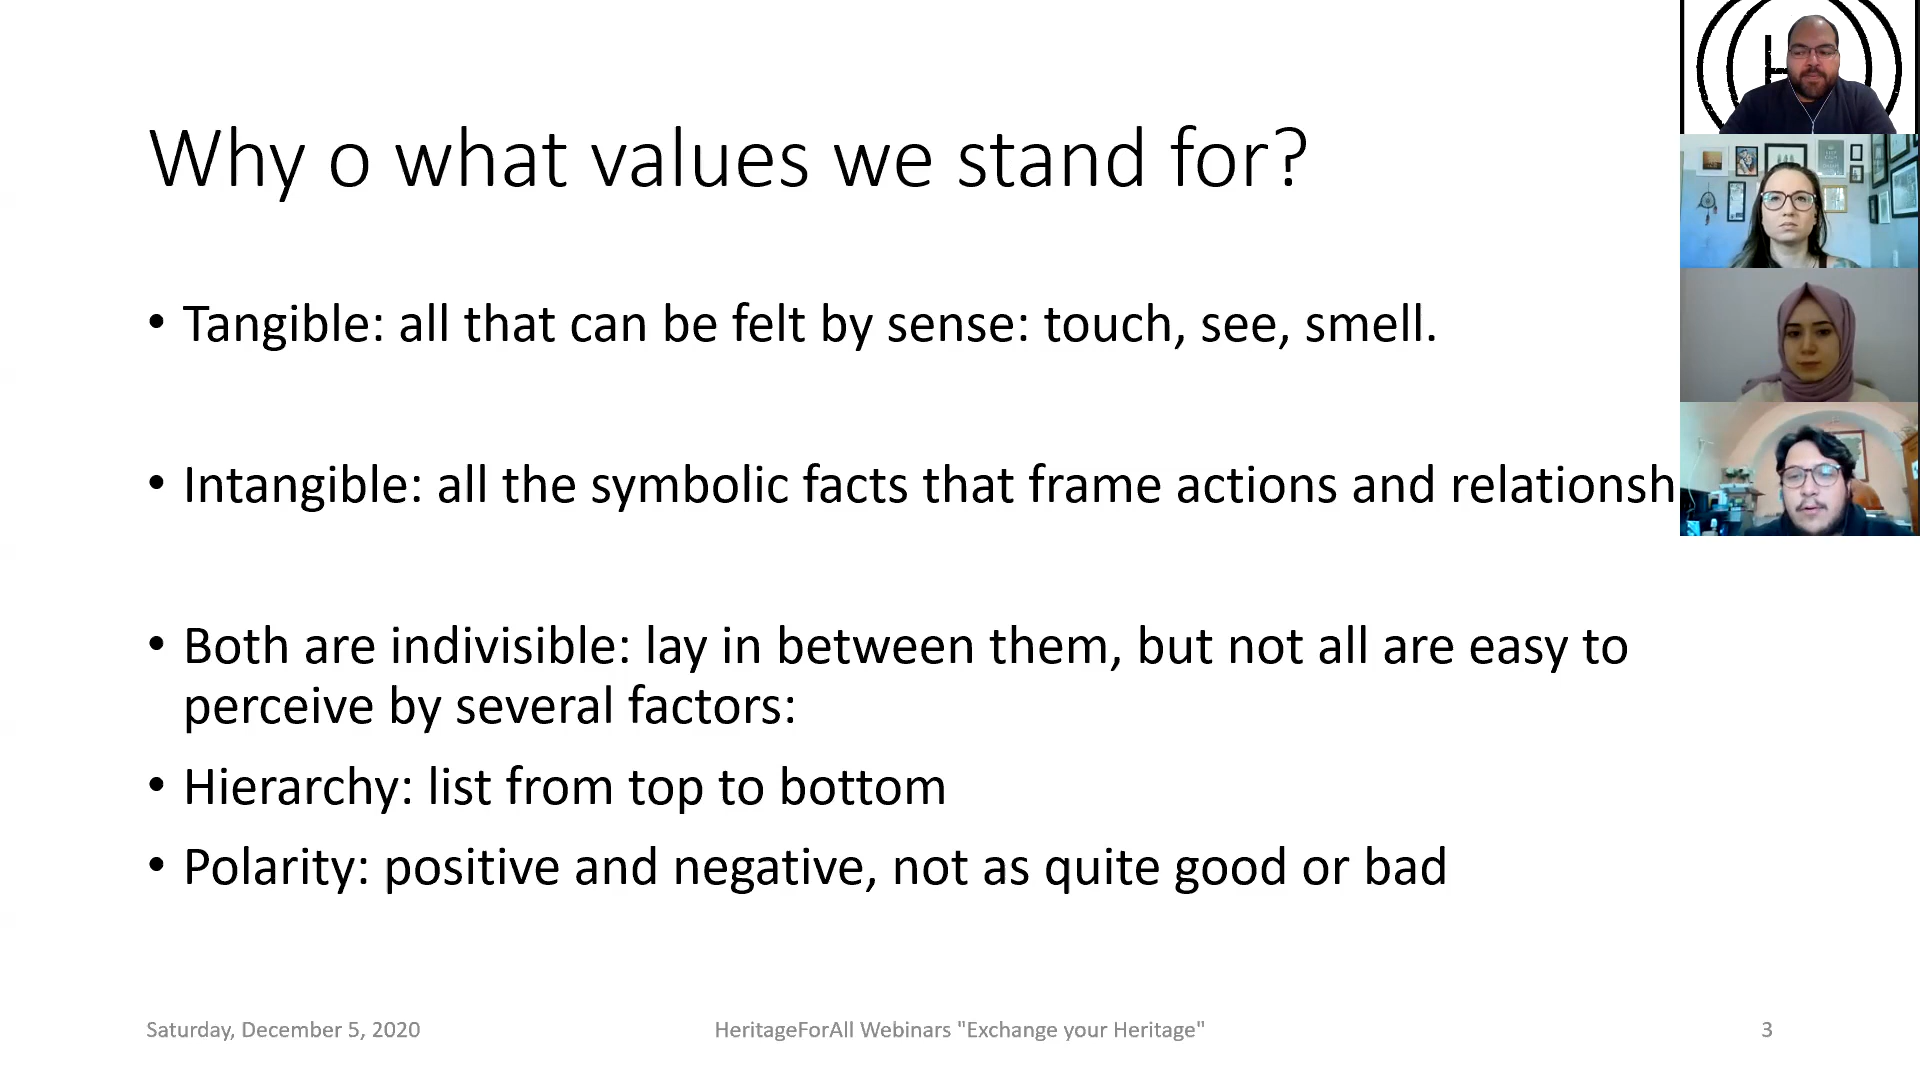 Why o what values we stand for?
• Tangible: all that can be felt by sense: touch, see, smell.
• Intangible: all the symbolic facts that frame actions and relationsh
• Both are indivisible: lay in between them, but not all are easy to
perceive by several factors:
• Hierarchy: list from top to bottom
• Polarity: positive and negative, not as quite good or bad
Saturday, December 5, 2020
HeritageForAll Webinars "Exchange your Heritage"
3